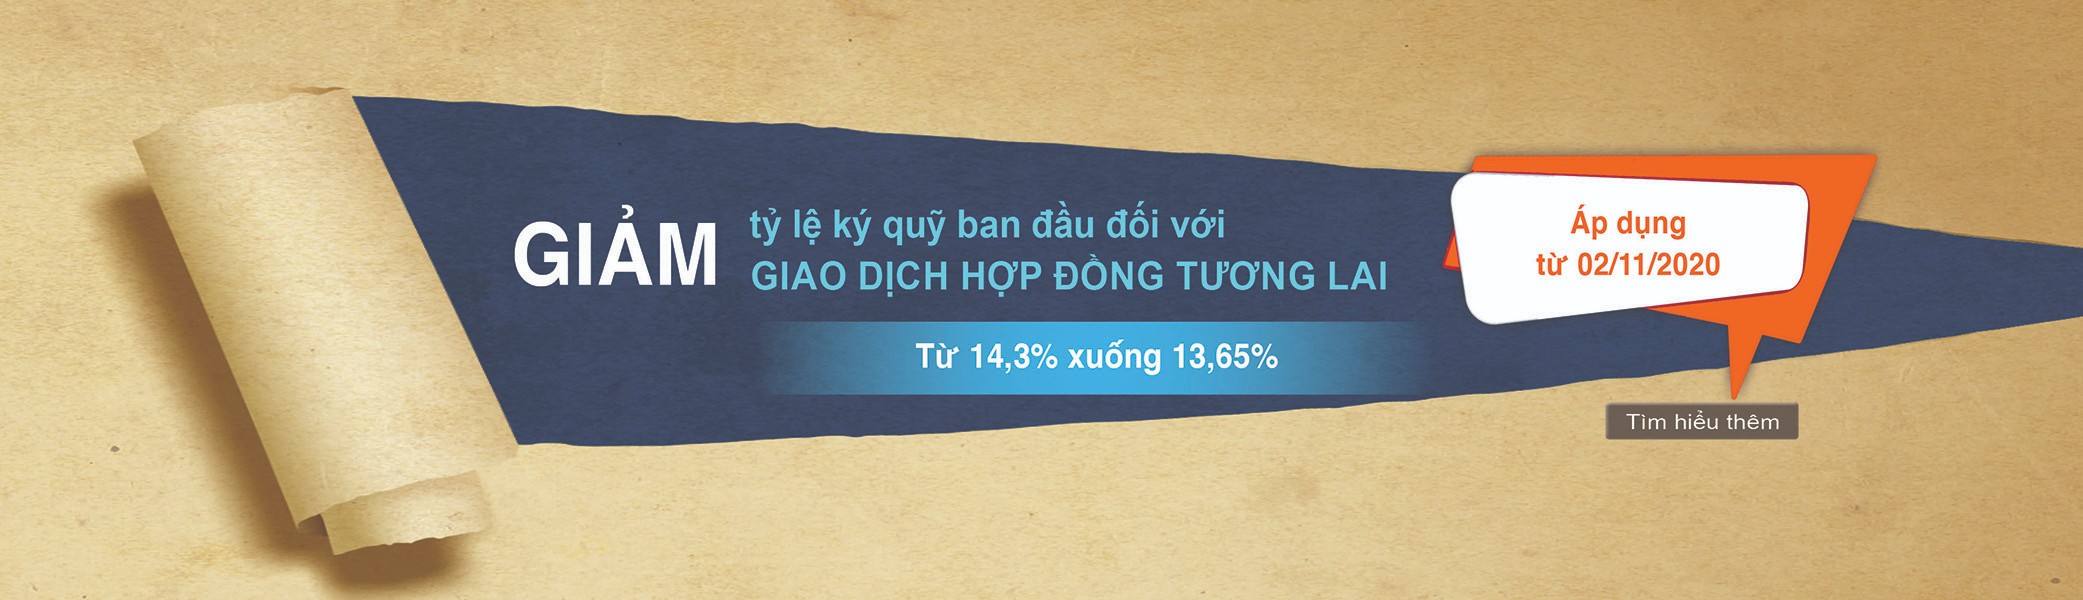 GIẢM
tỷ lệ ký quỹ ban đầu đối với
GIAO DỊCH HỢP ĐỒNG TƯƠNG LAI
Từ 14,3% xuống 13,65%
Áp dụng
từ 02/11/2020
Tìm hiểu thêm